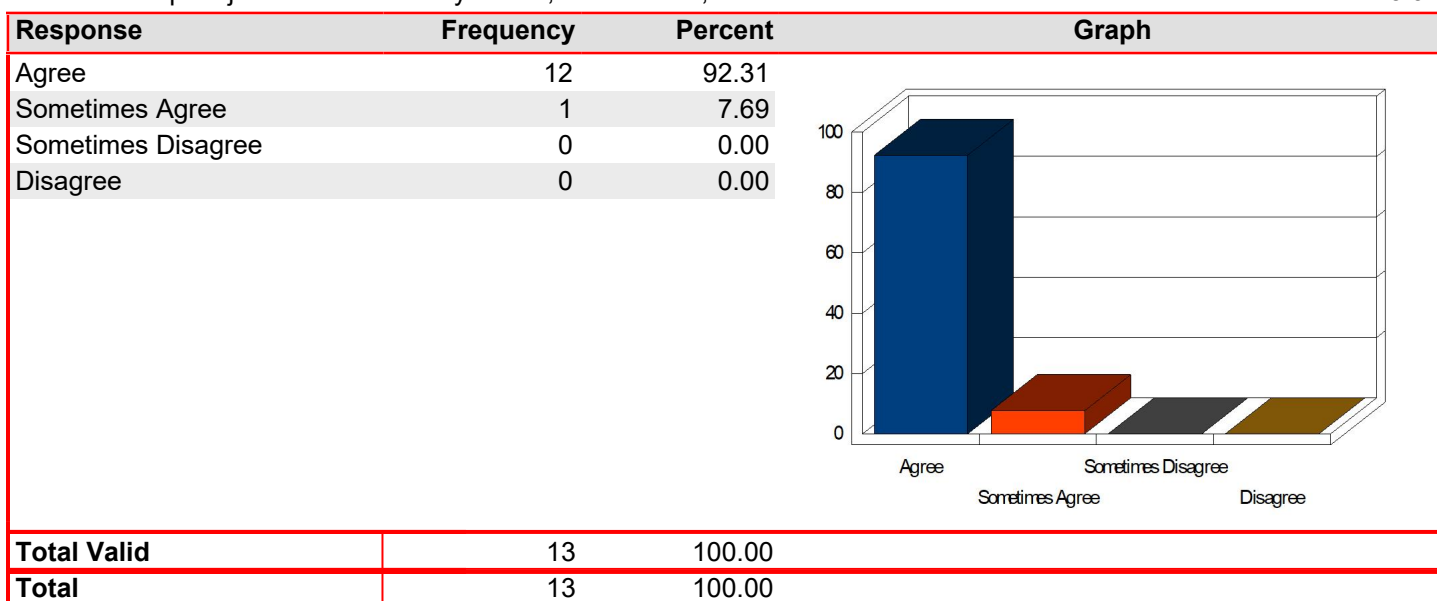 Response Frequency Percent Graph
Agree 12 92.31
Sometimes Agree 1 7.69
Sometimes Disagree 0 0.00
Disagree 0 0.00
100
80
60
40
20
0
Agree Sometimes Disagree
Sometimes Agree Disagree
Total Valid 13 100.00
Total 13 100.00